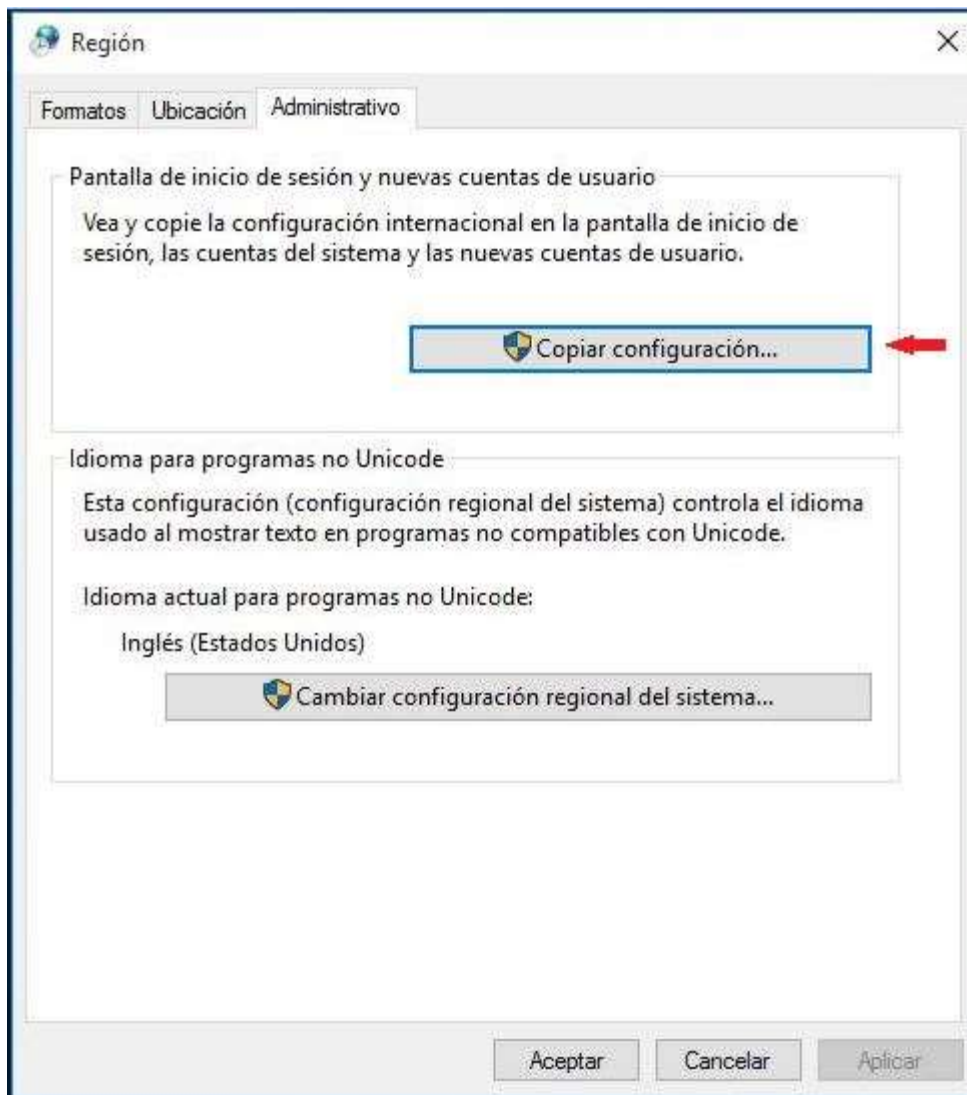 Región
Formatos Ubicación Administrativo
Pantalla de inicio de sesión y nuevas cuentas de usuario
Vea y copie la configuración internacional en la pantalla de inicio de
sesión, las cuentas del sistema y las nuevas cuentas de usuario.
Copiar configuración...
Idioma para programas no Unicode
Esta configuración (configuración regional del sistema) controla el idioma
usado al mostrar texto en programas no compatibles con Unicode.
Idioma actual para programas no Unicode:
Inglés (Estados Unidos)
Cambiar configuración regional del sistema...
Aceptar Cancelar Aplicar